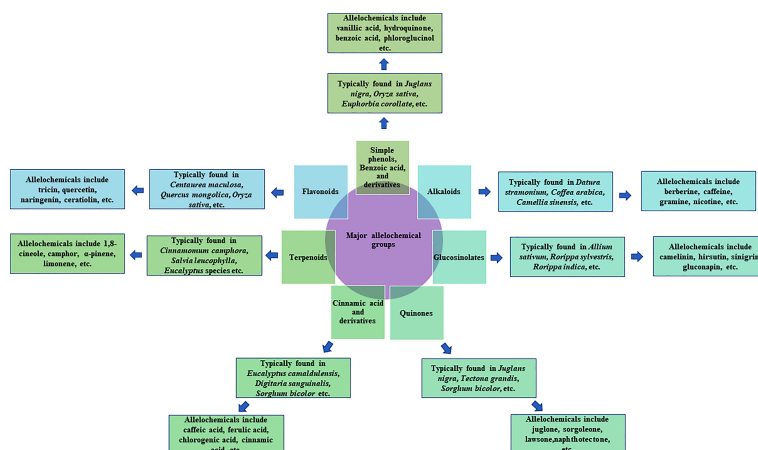 Allelochemicals include
vanillic acid, hydroquinone,
benzoic acid, phloroglucinol
etc.
Typically found in Juglans
nigra, Oryza sativa,
Euphorbia corollate, etc.
Simple
phenols,
Benzoic acid,
and
derivatives
Allelochemicals include
tricin, quercetin,
naringenin, ceratiolin, etc.
Typically found in
Centaurea maculosa,
Quercus mongolica, Oryza
sativa, etc.
Flavonoids
Alkaloids
Typically found in Datura
stramonium, Coffea arabica,
Camellia sinensis, etc.
Allelochemicals include
berberine, caffeine,
gramine, nicotine, etc.
Major allelochemical
groups
Allelochemicals include 1,8-
cineole, camphor, α-pinene,
limonene, etc.
Typically found in
Cinnamomum camphora,
Salvia leucophylla,
Eucalyptus species etc.
Terpenoids
Glucosinolates
Typically found in Allium
sativum, Rorippa sylvestris,
Rorippa indica, etc.
Allelochemicals include
camelinin, hirsutin, sinigrin
gluconapin, etc.
Cinnamic acid
and
derivatives
Quinones
Typically found in
Eucalyptus camaldulensis,
Digitaria sanguinalis,
Sorghum bicolor etc.
Typically found in Juglans
nigra, Tectona grandis,
Sorghum bicolor, etc.
Allelochemicals include
caffeic acid, ferulic acid,
chlorogenic acid, cinnamic
acid, etc.
Allelochemicals include
juglone, sorgoleone,
lawsone,naphthotectone,
etc.